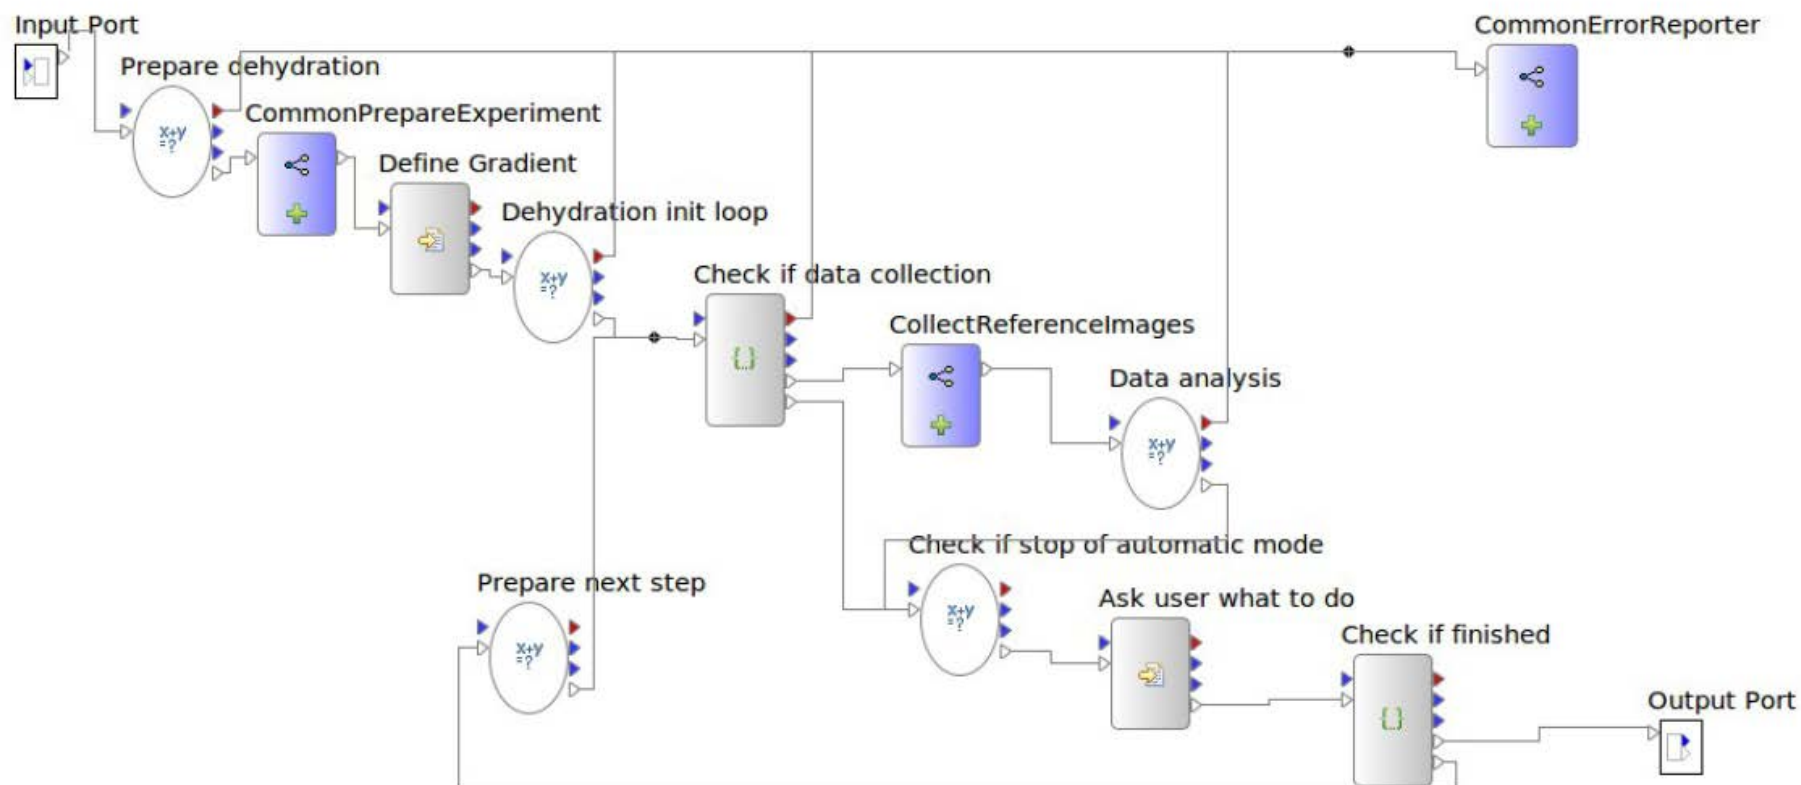 Input Port
CommonErrorReporter
Prepare dehydration
x+y
=?
CommonPrepareExperiment
Define Gradient
Dehydration init loop
x+y
=?
Check if data collection
{..}
CollectReferenceImages
Data analysis
x+y
=?
Check if stop of automatic mode
x+y
=?
Prepare next step
x+y
=?
Ask user what to do
Check if finished
{..}
Output Port